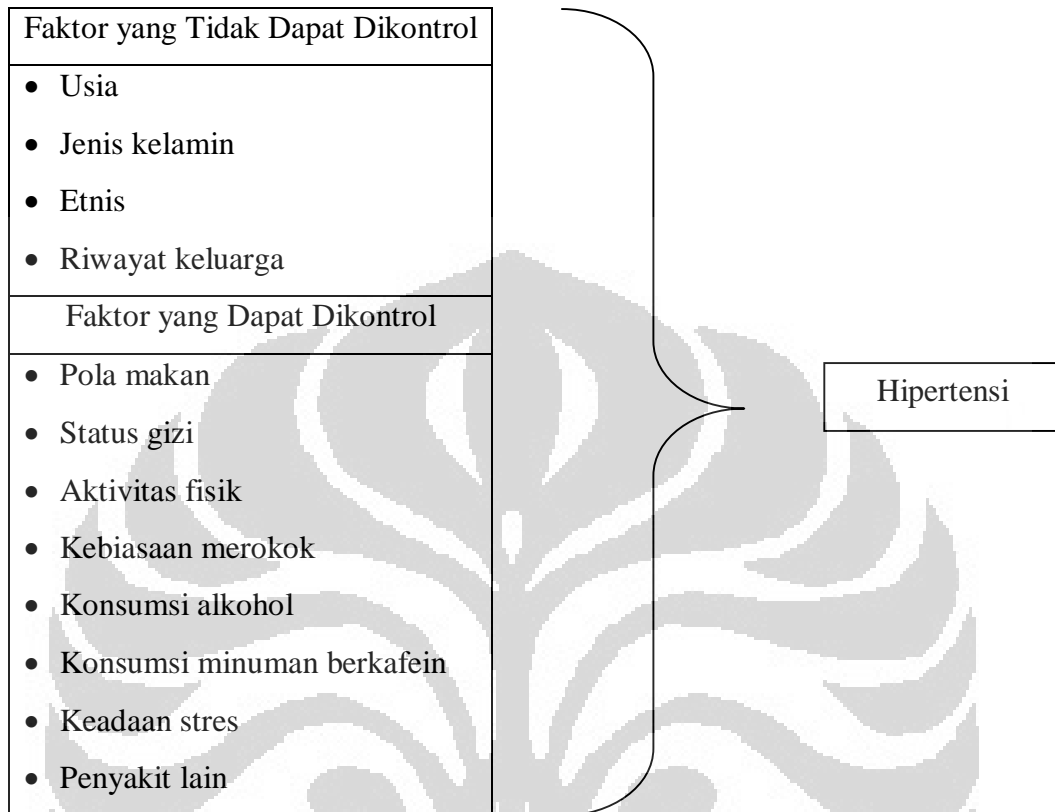 Faktor yang Tidak Dapat Dikontrol
• Usia
• Jenis kelamin
• Etnis
• Riwayat keluarga
Faktor yang Dapat Dikontrol
• Pola makan
• Status gizi
• Aktivitas fisik
• Kebiasaan merokok
• Konsumsi alkohol
• Konsumsi minuman berkafein
• Keadaan stres
• Penyakit lain
Hipertensi